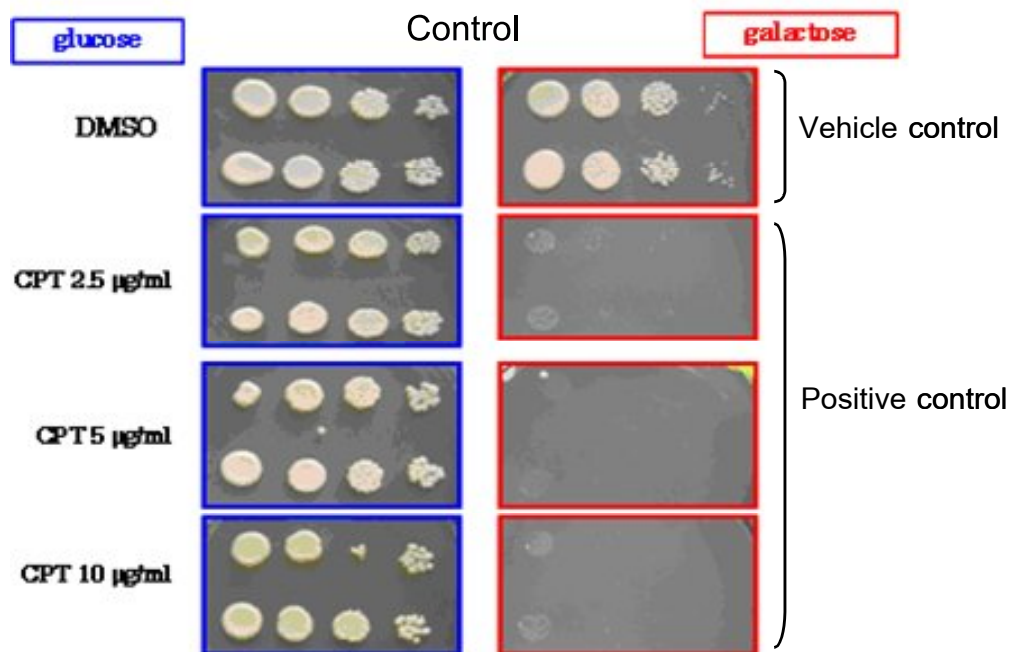 glucose
Control
galactose
DMSO
Vehicle control
CPT 2.5 µg/ml
CPT 5 µg/ml
Positive control
CPT 10 µg/ml